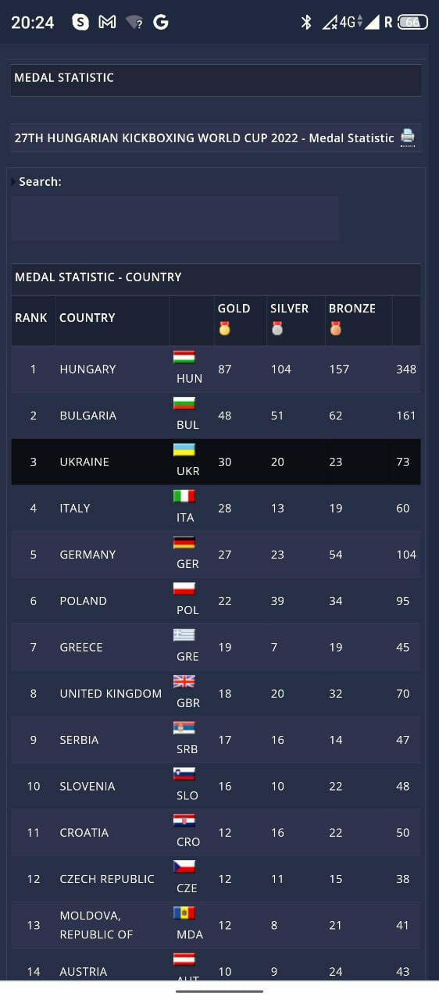 20:24 S ? G 4G R 66
MEDAL STATISTIC
27TH HUNGARIAN KICKBOXING WORLD CUP 2022 - Medal Statistic
Search:
MEDAL STATISTIC - COUNTRY
RANK COUNTRY GOLD SILVER BRONZE
1 HUNGARY HUN 87 104 157 348
2 BULGARIA BUL 48 51 62 161
3 UKRAINE UKR 30 20 23 73
4 ITALY ITA 28 13 19 60
5 GERMANY GER 27 23 54 104
6 POLAND POL 22 39 34 95
7 GREECE GRE 19 7 19 45
8 UNITED KINGDOM GBR 18 20 32 70
9 SERBIA SRB 17 16 14 47
10 SLOVENIA SLO 16 10 22 48
11 CROATIA CRO 12 16 22 50
12 CZECH REPUBLIC CZE 12 11 15 38
13 MOLDOVA, REPUBLIC OF MDA 12 8 21 41
14 AUSTRIA 10 9 24 43